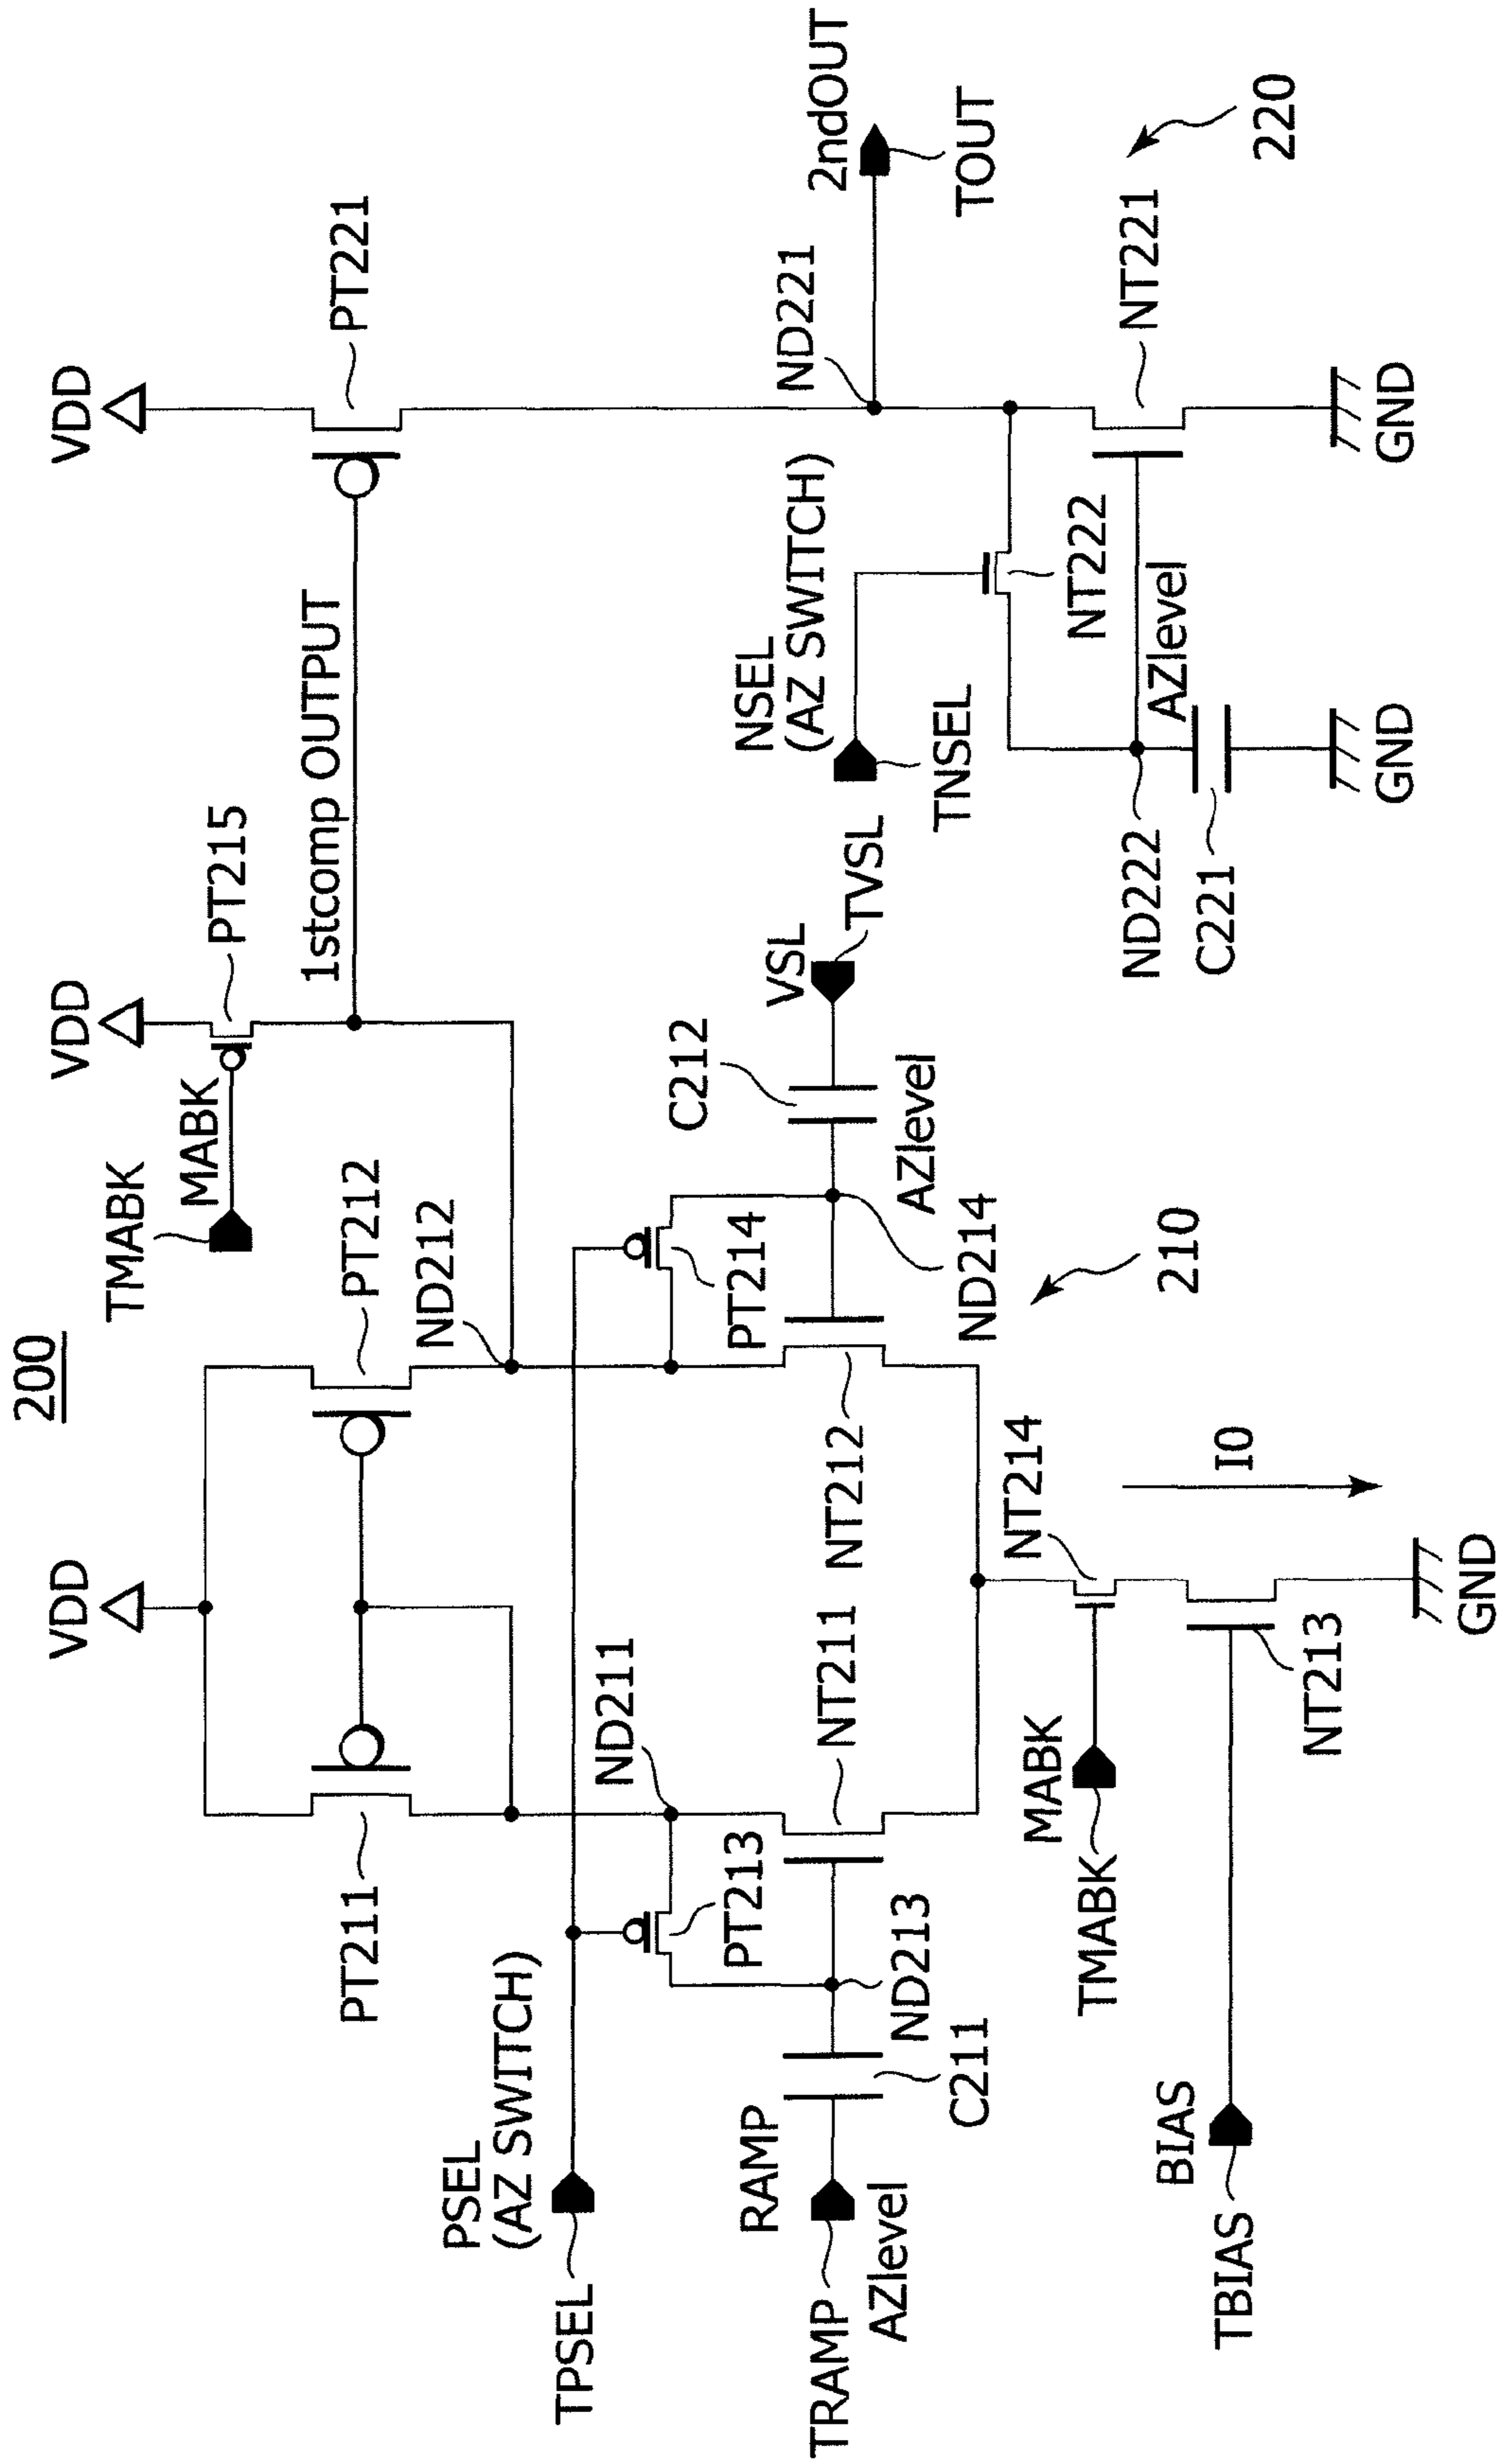 200
VDD
VDD
VDD
TMABK
MABK
PT215
PT211
PT212
PT221
1stcomp OUTPUT
ND212
PSEL
(AZ SWITCH)
TPSEL
ND211
PT213
PT214
C212
VSL
TVSL
NSEL
(AZ SWITCH)
TNSEL
ND221
2ndOUT
TOUT
RAMP
TRAMP
AZlevel
C211
ND213
NT211
NT212
ND214
AZlevel
NT222
AZlevel
NT221
ND222
C221
GND
GND
220
210
NT214
MABK
TMABK
I0
BIAS
TBIAS
NT213
GND